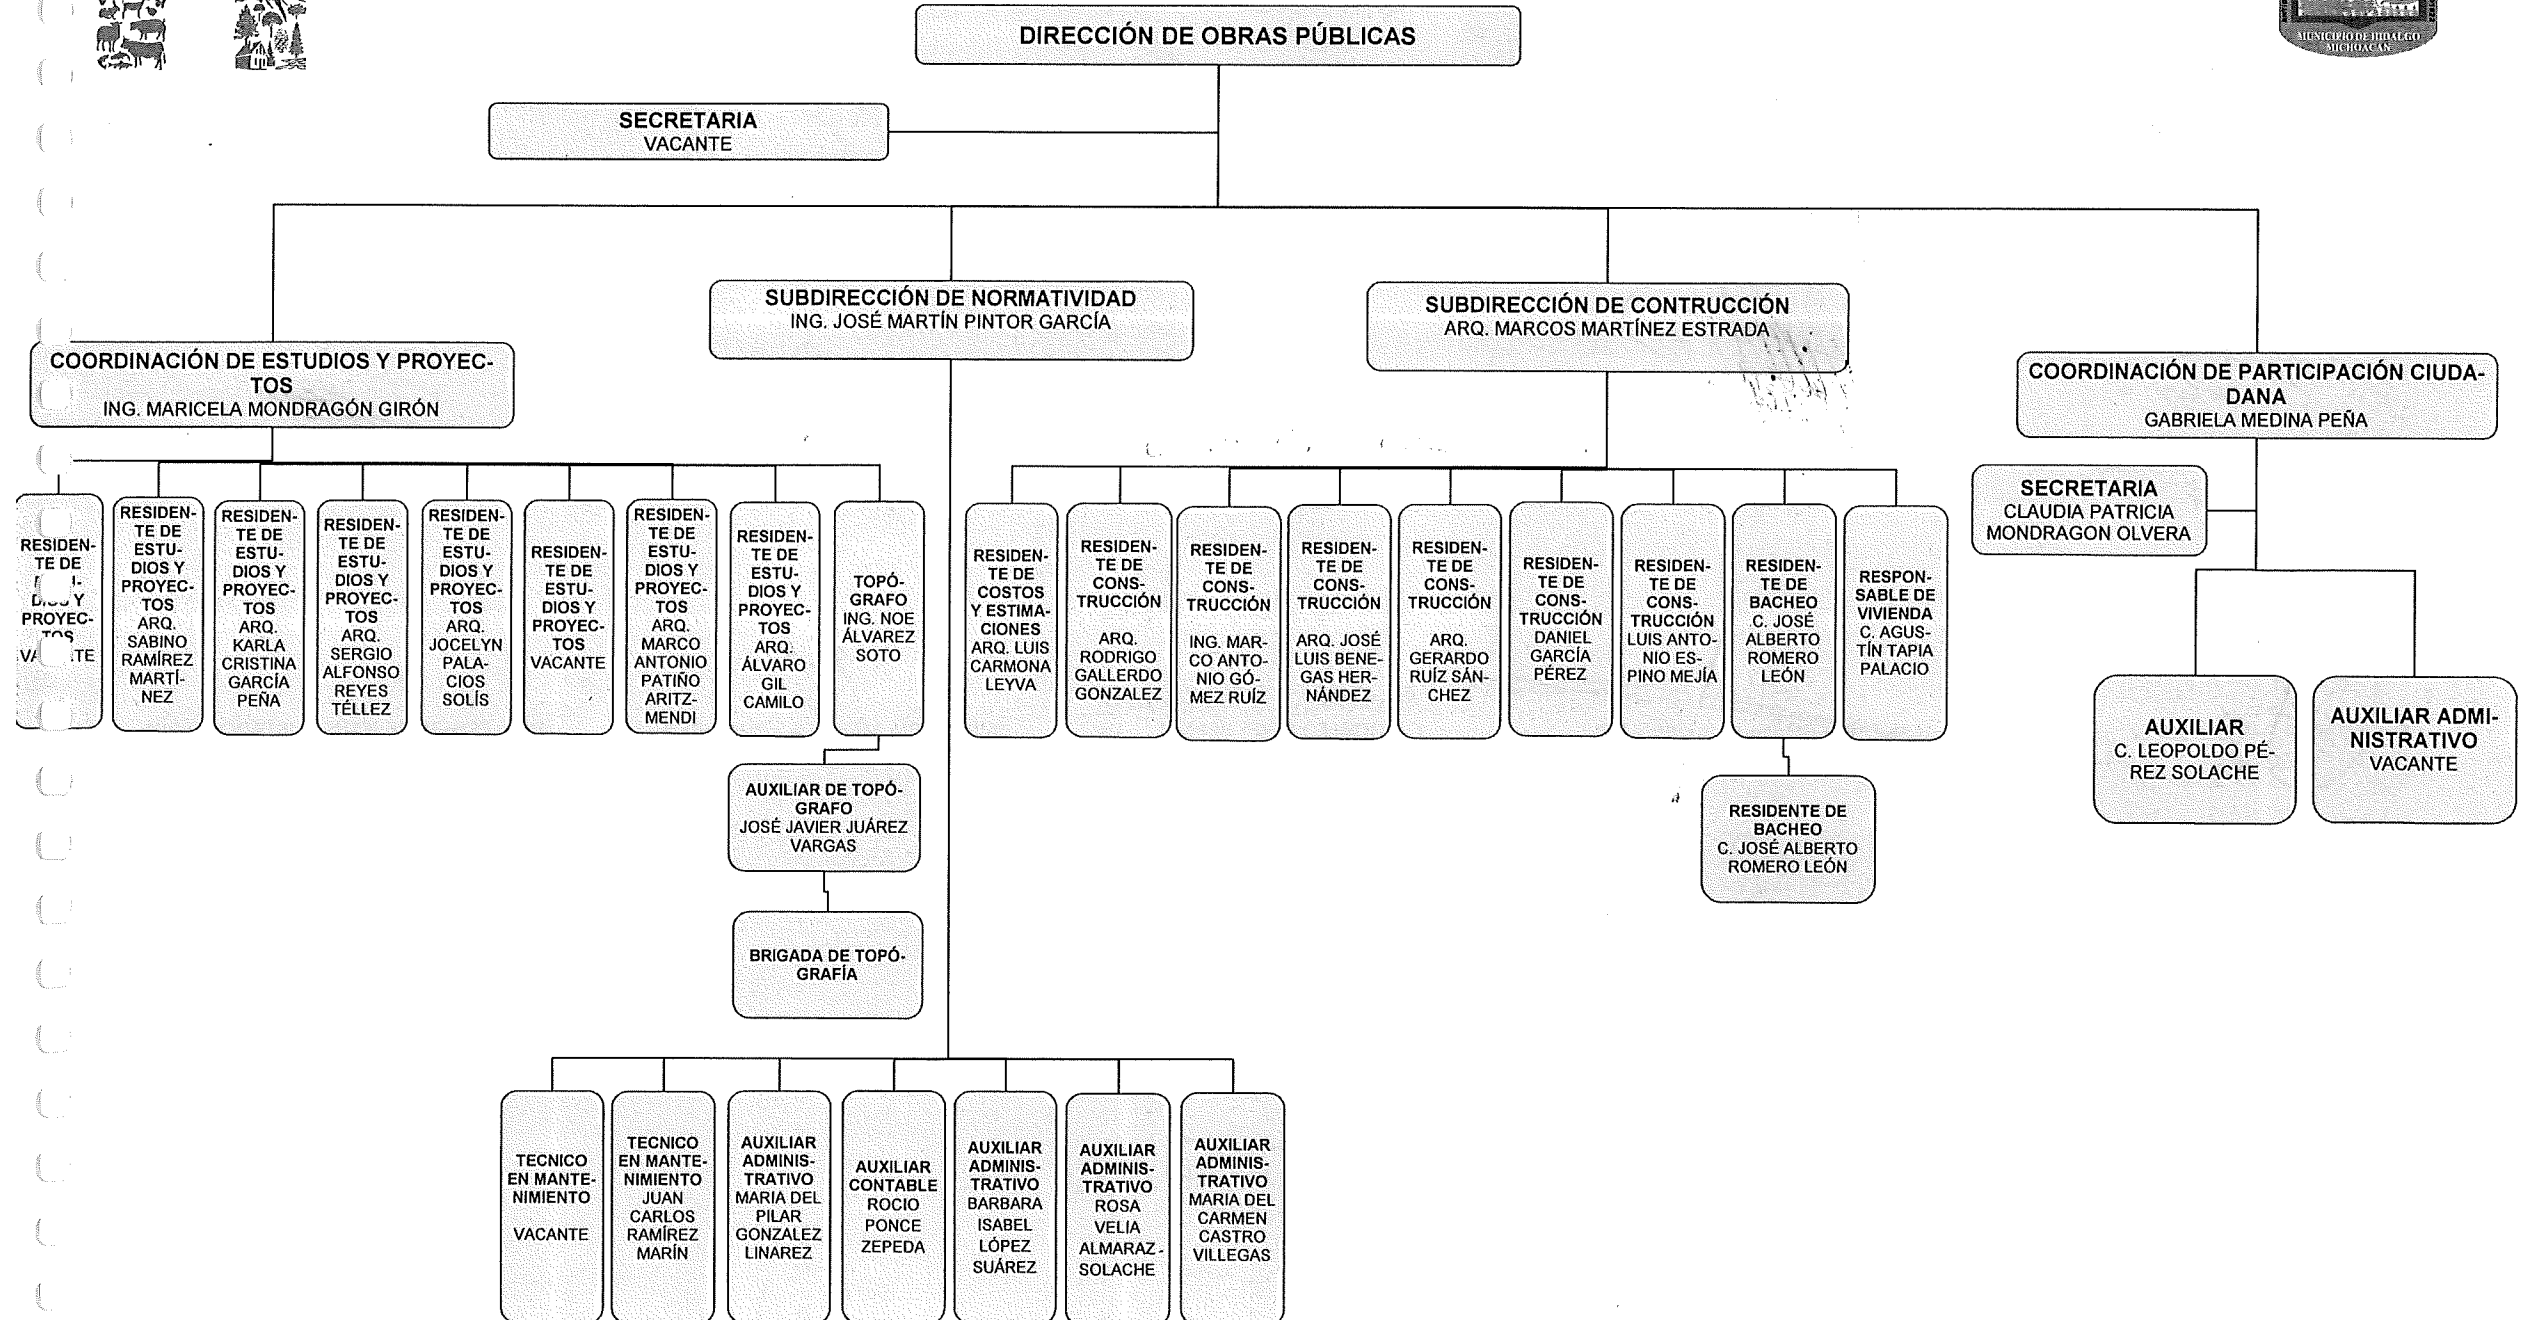 MUNICIPIO DE HIDALGO
MICHOACÁN
DIRECCIÓN DE OBRAS PÚBLICAS
SECRETARIA
VACANTE
SUBDIRECCIÓN DE NORMATIVIDAD
ING. JOSÉ MARTÍN PINTOR GARCÍA
SUBDIRECCIÓN DE CONTRUCCIÓN
ARQ. MARCOS MARTÍNEZ ESTRADA
COORDINACIÓN DE ESTUDIOS Y PROYEC-
TOS
ING. MARICELA MONDRAGÓN GIRÓN
COORDINACIÓN DE PARTICIPACIÓN CIUDA-
DANA
GABRIELA MEDINA PEÑA
SECRETARIA
CLAUDIA PATRICIA
MONDRAGON OLVERA
RESIDEN-
TE DE
DIOS Y
PROYEC-
TOS
RESIDEN-
TE DE
ESTU-
DIOS Y
PROYEC-
TOS
ARQ.
SABINO
RAMÍREZ
MARTÍ-
NEZ
RESIDEN-
TE DE
ESTU-
DIOS Y
PROYEC-
TOS
ARQ.
KARLA
CRISTINA
GARCÍA
PEÑA
RESIDEN-
TE DE
ESTU-
DIOS Y
PROYEC-
TOS
ARQ.
SERGIO
ALFONSO
REYES
TÉLLEZ
RESIDEN-
TE DE
ESTU-
DIOS Y
PROYEC-
TOS
ARQ.
JOCELYN
PALA-
CIOS
SOLÍS
RESIDEN-
TE DE
ESTU-
DIOS Y
PROYEC-
TOS
VACANTE
RESIDEN-
TE DE
ESTU-
DIOS Y
PROYEC-
TOS
ARQ.
MARCO
ANTONIO
PATIÑO
ARITZ-
MENDI
RESIDEN-
TE DE
ESTU-
DIOS Y
PROYEC-
TOS
ARQ.
ÁLVARO
GIL
CAMILO
TOPÓ-
GRAFO
ING. NOE
ÁLVAREZ
SOTO
RESIDEN-
TE DE
COSTOS
Y ESTIMA-
CIONES
ARQ. LUIS
CARMONA
LEYVA
RESIDEN-
TE DE
CONS-
TRUCCIÓN
ARQ.
RODRIGO
GALLERDO
GONZALEZ
RESIDEN-
TE DE
CONS-
TRUCCIÓN
ING. MAR-
CO ANTO-
NIO GÓ-
MEZ RUÍZ
RESIDEN-
TE DE
CONS-
TRUCCIÓN
ARQ. JOSÉ
LUIS BENE-
GAS HER-
NÁNDEZ
RESIDEN-
TE DE
CONS-
TRUCCIÓN
ARQ.
GERARDO
RUÍZ SÁN-
CHEZ
RESIDEN-
TE DE
CONS-
TRUCCIÓN
DANIEL
GARCÍA
PÉREZ
RESIDEN-
TE DE
CONS-
TRUCCIÓN
LUIS ANTO-
NIO ES-
PINO MEJÍA
RESIDEN-
TE DE
BACHEO
C. JOSÉ
ALBERTO
ROMERO
LEÓN
RESPON-
SABLE DE
VIVIENDA
C. AGUS-
TÍN TAPIA
PALACIO
AUXILIAR
C. LEOPOLDO PÉ-
REZ SOLACHE
AUXILIAR ADMI-
NISTRATIVO
VACANTE
AUXILIAR DE TOPÓ-
GRAFO
JOSÉ JAVIER JUÁREZ
VARGAS
RESIDENTE DE
BACHEO
C. JOSÉ ALBERTO
ROMERO LEÓN
BRIGADA DE TOPÓ-
GRAFÍA
TECNICO
EN MANTE-
NIMIENTO
VACANTE
TECNICO
EN MANTE-
NIMIENTO
JUAN
CARLOS
RAMÍREZ
MARÍN
AUXILIAR
ADMINIS-
TRATIVO
MARIA DEL
PILAR
GONZALEZ
LINAREZ
AUXILIAR
CONTABLE
ROCIO
PONCE
ZEPEDA
AUXILIAR
ADMINIS-
TRATIVO
BARBARA
ISABEL
LÓPEZ
SUÁREZ
AUXILIAR
ADMINIS-
TRATIVO
ROSA
VELIA
ALMARAZ-
SOLACHE
AUXILIAR
ADMINIS-
TRATIVO
MARIA DEL
CARMEN
CASTRO
VILLEGAS